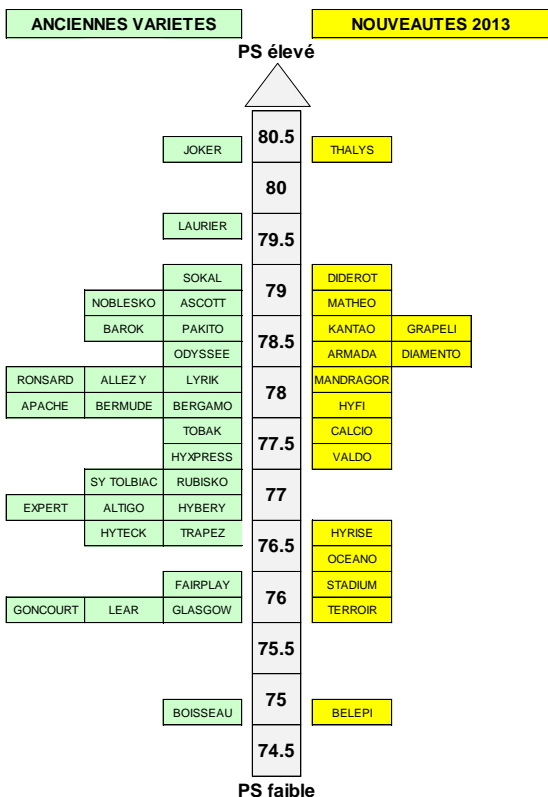 ANCIENNES VARIETES NOUVEAUTES 2013
PS élevé
80.5
JOKER THALYS
80
LAURIER
79.5
SOKAL DIDEROT
79
NOBLESKO ASCOTT MATHEO
BAROK PAKITO 78.5 KANTAO GRAPELI
ODYSSEE ARMADA DIAMENTO
RONSARD ALLEZ Y LYRIK 78 MANDRAGOR
APACHE BERMUDE BERGAMO HYFI
TOBAK 77.5 CALCIO
HYXPRESS VALDO
SY TOLBIAC RUBISKO 77
EXPERT ALTIGO HYBERY
HYTECK TRAPEZ 76.5 HYRISE
OCEANO
FAIRPLAY 76 STADIUM
GONCOURT LEAR GLASGOW TERROIR
75.5
75
BOISSEAU BELEPI
74.5
PS faible